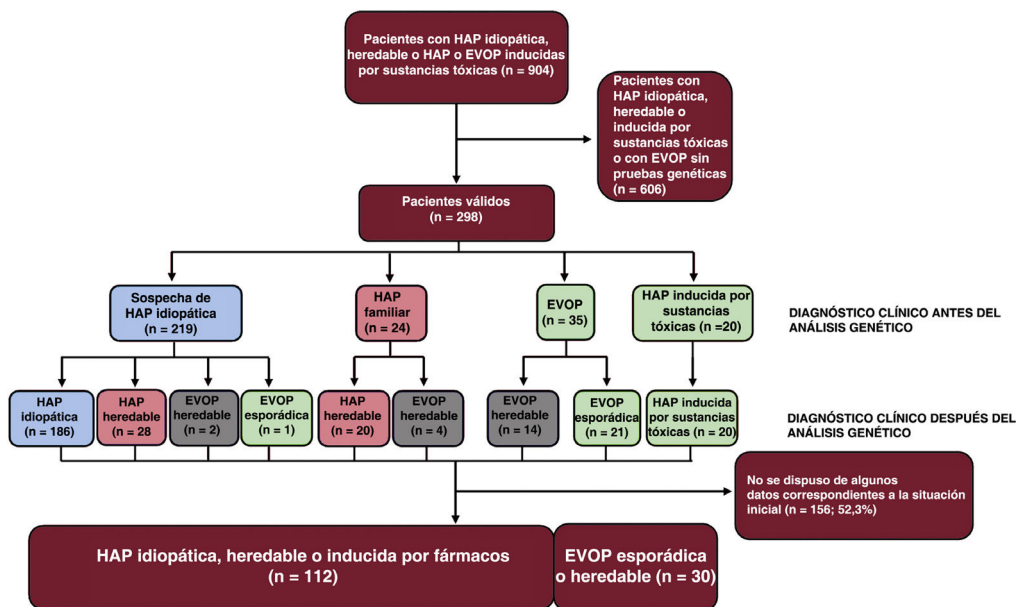 Pacientes con HAP idiopática,
heredable o HAP o EVOP inducidas
por sustancias tóxicas (n = 904)
Pacientes con
HAP idiopática,
heredable o
inducida por
sustancias tóxicas
o con EVOP sin
pruebas genéticas
(n = 606)
Pacientes válidos
(n = 298)
Sospecha de
HAP idiopática
(n = 219)
HAP
familiar
(n = 24)
EVOP
(n = 35)
HAP inducida por
sustancias
tóxicas (n =20)
DIAGNÓSTICO CLÍNICO ANTES DEL
ANÁLISIS GENÉTICO
HAP
idiopática
(n = 186)
HAP
heredable
(n = 28
EVOP
heredable
(n = 2)
EVOP
esporádica
(n = 1)
HAP
heredable
(n = 20)
EVOP
heredable
(n = 4)
EVOP
heredable
(n = 14)
EVOP
esporádica
(n = 21)
HAP inducida
por sustancias
tóxicas (n = 20)
DIAGNÓSTICO CLÍNICO DESPUÉS DEL
ANÁLISIS GENÉTICO
No se dispuso de algunos
datos correspondientes a la situación
inicial (n = 156; 52,3%)
HAP idiopática, heredable o inducida por fármacos
(n = 112)
EVOP esporádica
o heredable (n = 30)